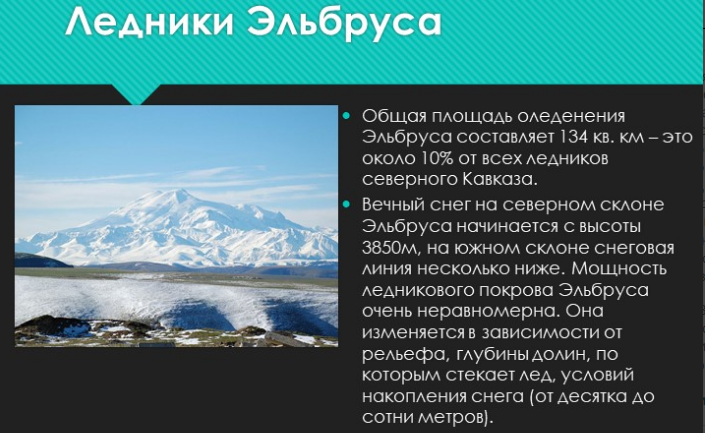 Ледники Эльбруса
Общая площадь оледенения
Эльбруса составляет 134 кв. км – это
около 10% от всех ледников
северного Кавказа.
Вечный снег на северном склоне
Эльбруса начинается с высоты
3850м, на южном склоне снеговая
линия несколько ниже. Мощность
ледникового покрова Эльбруса
очень неравномерна. Она
изменяется в зависимости от
рельефа, глубины долин, по
которым стекает лед, условий
накопления снега (от десятка до
сотни метров).